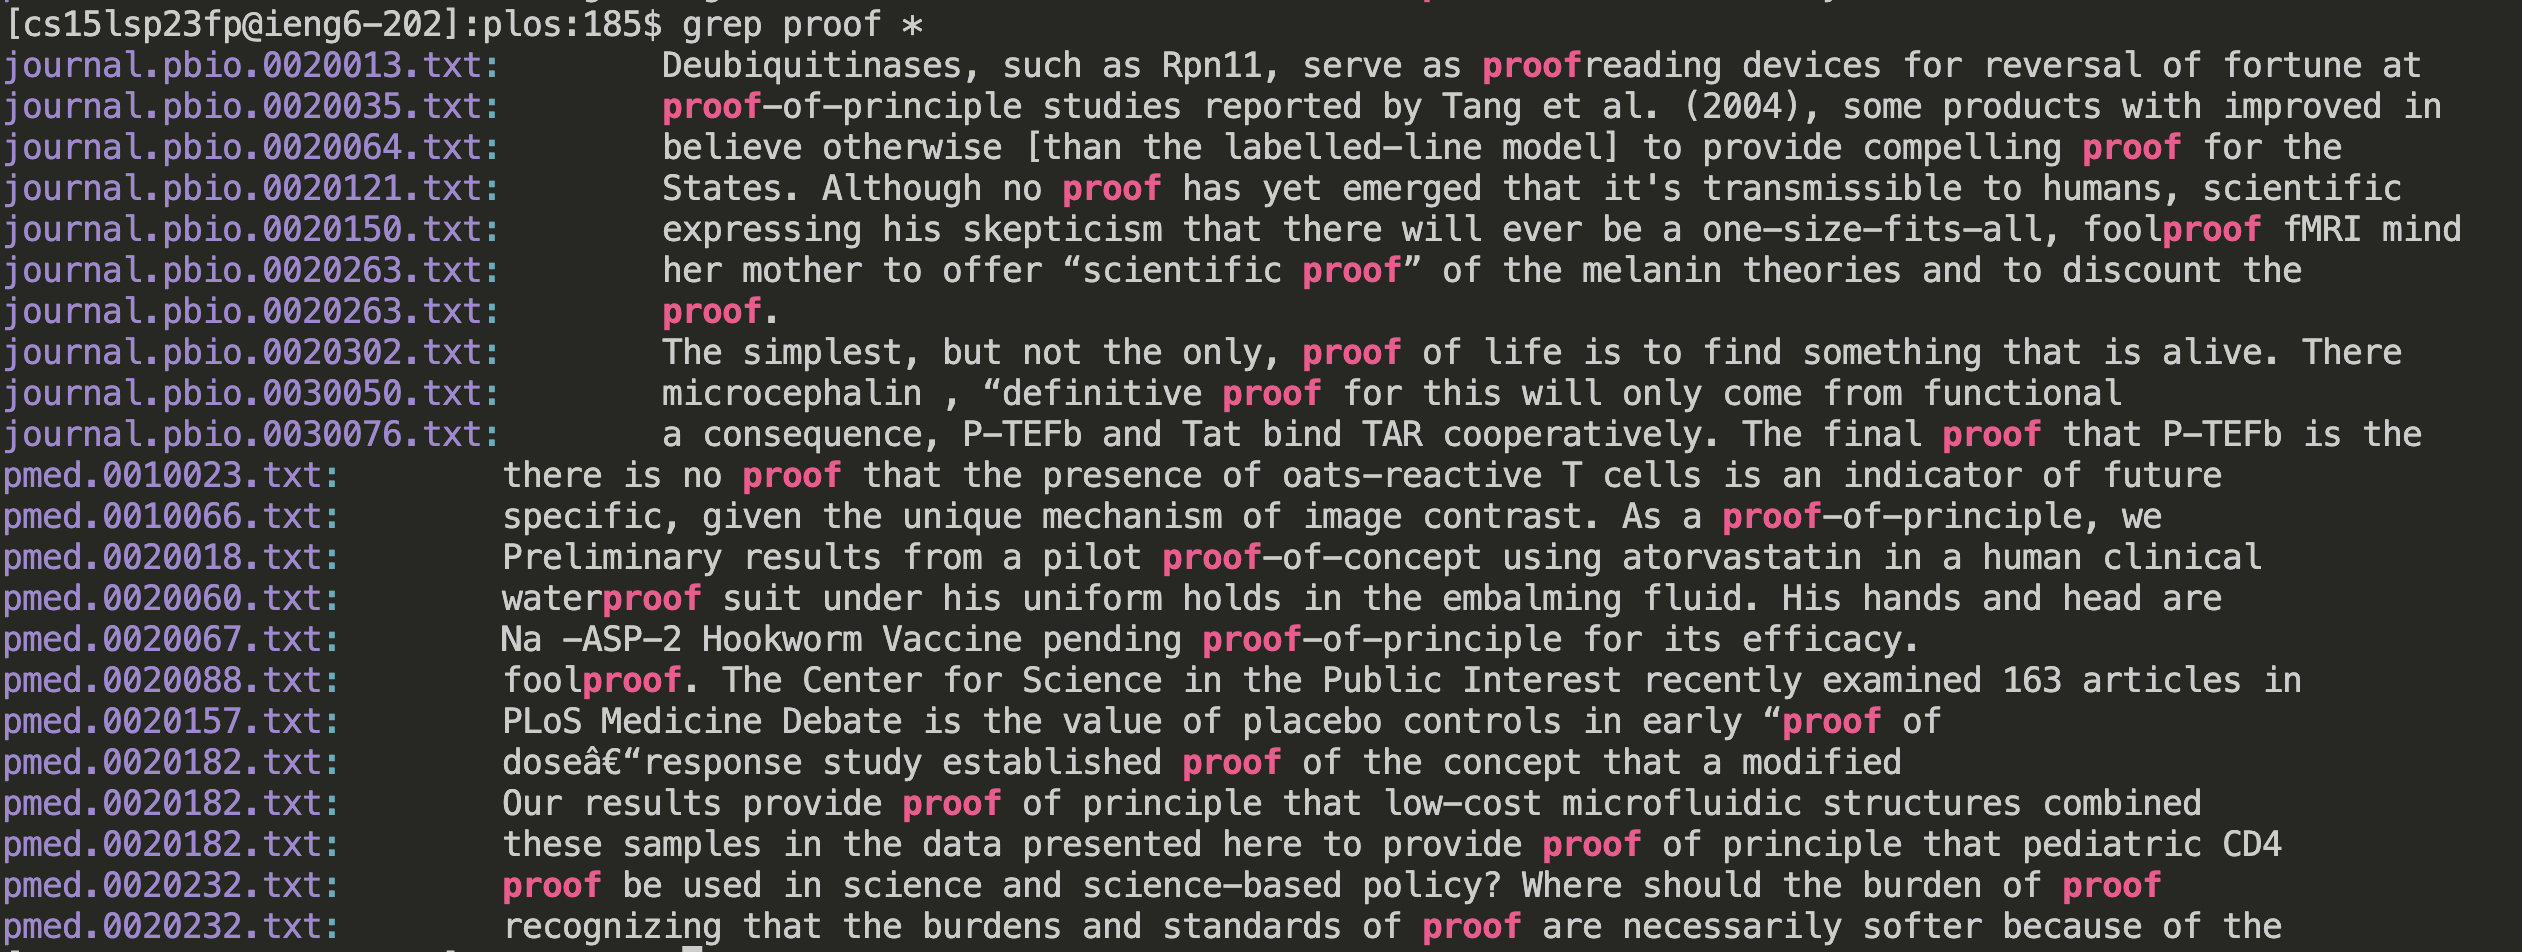 [cs15lsp23fp@ieng6-202]:plos:185$ grep proof *
journal.pbio.0020013.txt:        Deubiquitinases, such as Rpn11, serve as proofreading devices for reversal of fortune at
journal.pbio.0020035.txt:        proof-of-principle studies reported by Tang et al. (2004), some products with improved in
journal.pbio.0020064.txt:        believe otherwise [than the labelled-line model] to provide compelling proof for the
journal.pbio.0020121.txt:        States. Although no proof has yet emerged that it's transmissible to humans, scientific
journal.pbio.0020150.txt:        expressing his skepticism that there will ever be a one-size-fits-all, foolproof fMRI mind
journal.pbio.0020263.txt:        her mother to offer “scientific proof” of the melanin theories and to discount the
journal.pbio.0020263.txt:        proof.
journal.pbio.0020302.txt:        The simplest, but not the only, proof of life is to find something that is alive. There
journal.pbio.0030050.txt:        microcephalin , “definitive proof for this will only come from functional
journal.pbio.0030076.txt:        a consequence, P-TEFb and Tat bind TAR cooperatively. The final proof that P-TEFb is the
pmed.0010023.txt:        there is no proof that the presence of oats-reactive T cells is an indicator of future
pmed.0010066.txt:        specific, given the unique mechanism of image contrast. As a proof-of-principle, we
pmed.0020018.txt:        Preliminary results from a pilot proof-of-concept using atorvastatin in a human clinical
pmed.0020060.txt:        waterproof suit under his uniform holds in the embalming fluid. His hands and head are
pmed.0020067.txt:        Na -ASP-2 Hookworm Vaccine pending proof-of-principle for its efficacy.
pmed.0020088.txt:        foolproof. The Center for Science in the Public Interest recently examined 163 articles in
pmed.0020157.txt:        PLoS Medicine Debate is the value of placebo controls in early “proof of
pmed.0020182.txt:        doseâ€“response study established proof of the concept that a modified
pmed.0020182.txt:        Our results provide proof of principle that low-cost microfluidic structures combined
pmed.0020182.txt:        these samples in the data presented here to provide proof of principle that pediatric CD4
pmed.0020232.txt:        proof be used in science and science-based policy? Where should the burden of proof
pmed.0020232.txt:        recognizing that the burdens and standards of proof are necessarily softer because of the